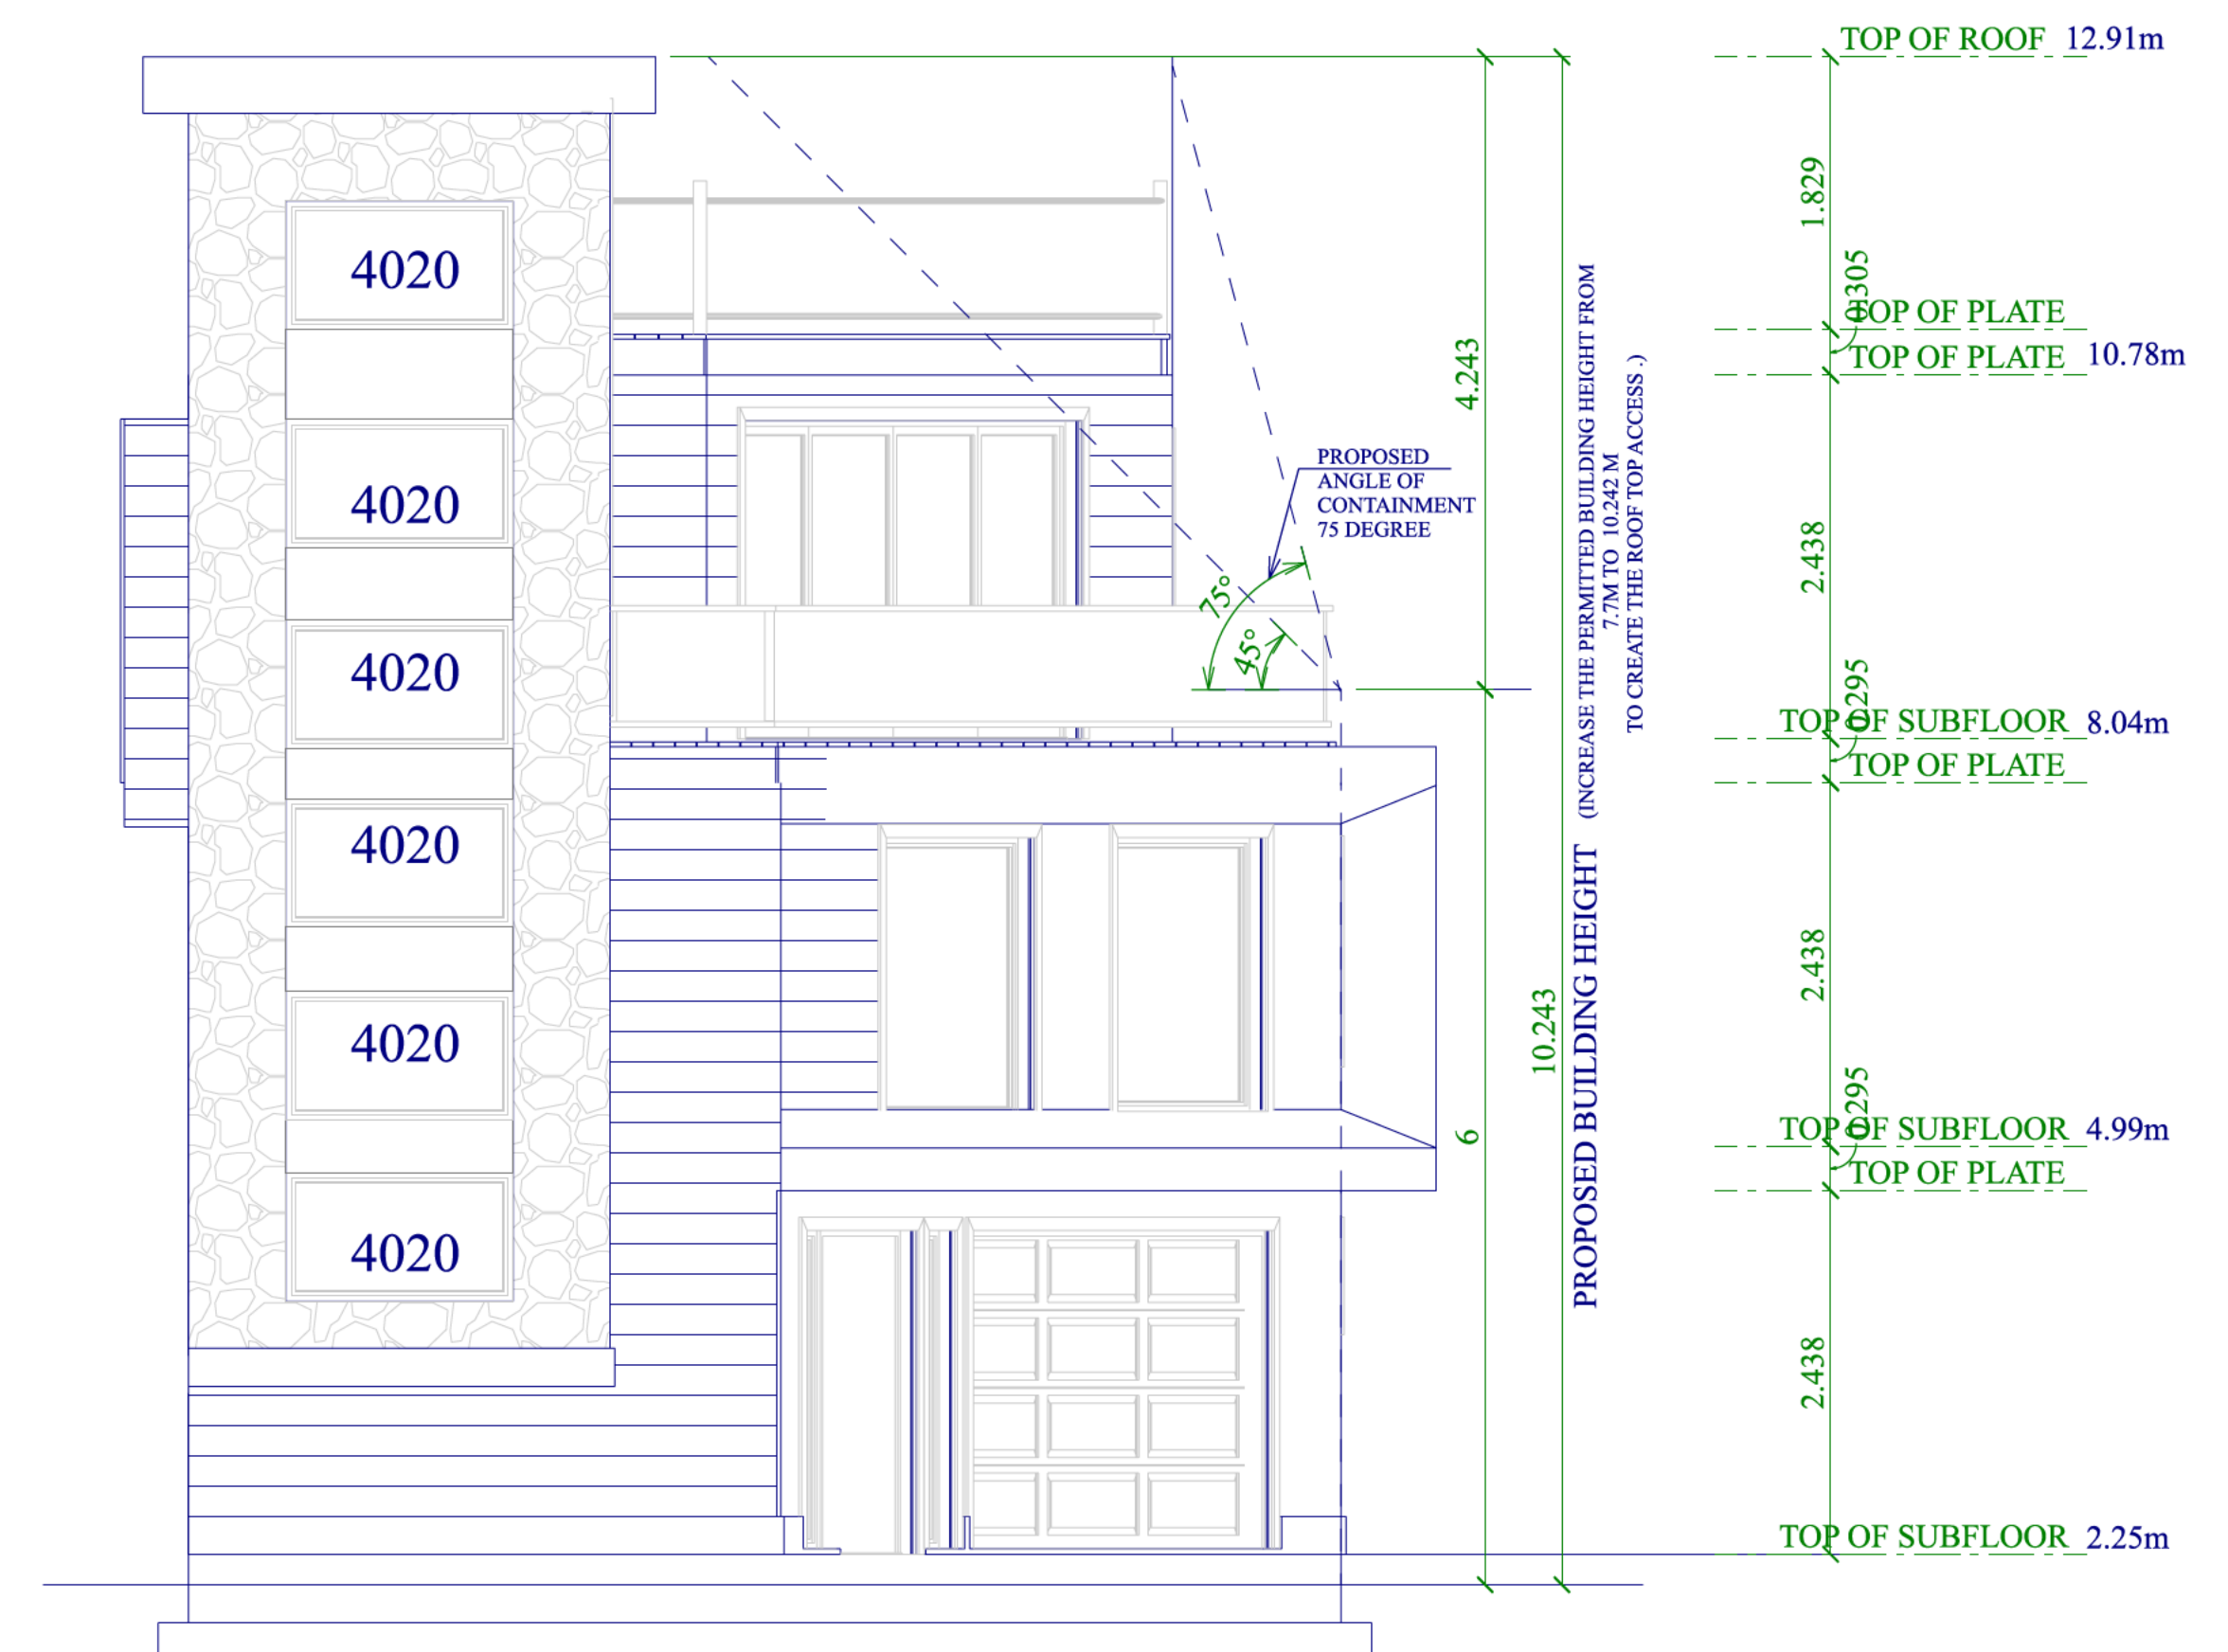 TOP OF ROOF 12.91m
1.829
0.305
TOP OF PLATE
TOP OF PLATE 10.78m
2.438
0.295
TOP OF SUBFLOOR 8.04m
TOP OF PLATE
2.438
0.295
TOP OF SUBFLOOR 4.99m
TOP OF PLATE
2.438
TOP OF SUBFLOOR 2.25m
4020
4020
4020
4020
4020
4020
PROPOSED
ANGLE OF
CONTAINMENT
75 DEGREE
75°
45°
4.243
6
10.243
PROPOSED BUILDING HEIGHT (INCREASE THE PERMITTED BUILDING HEIGHT FROM
7.7M TO 10.242 M
TO CREATE THE ROOF TOP ACCESS .)